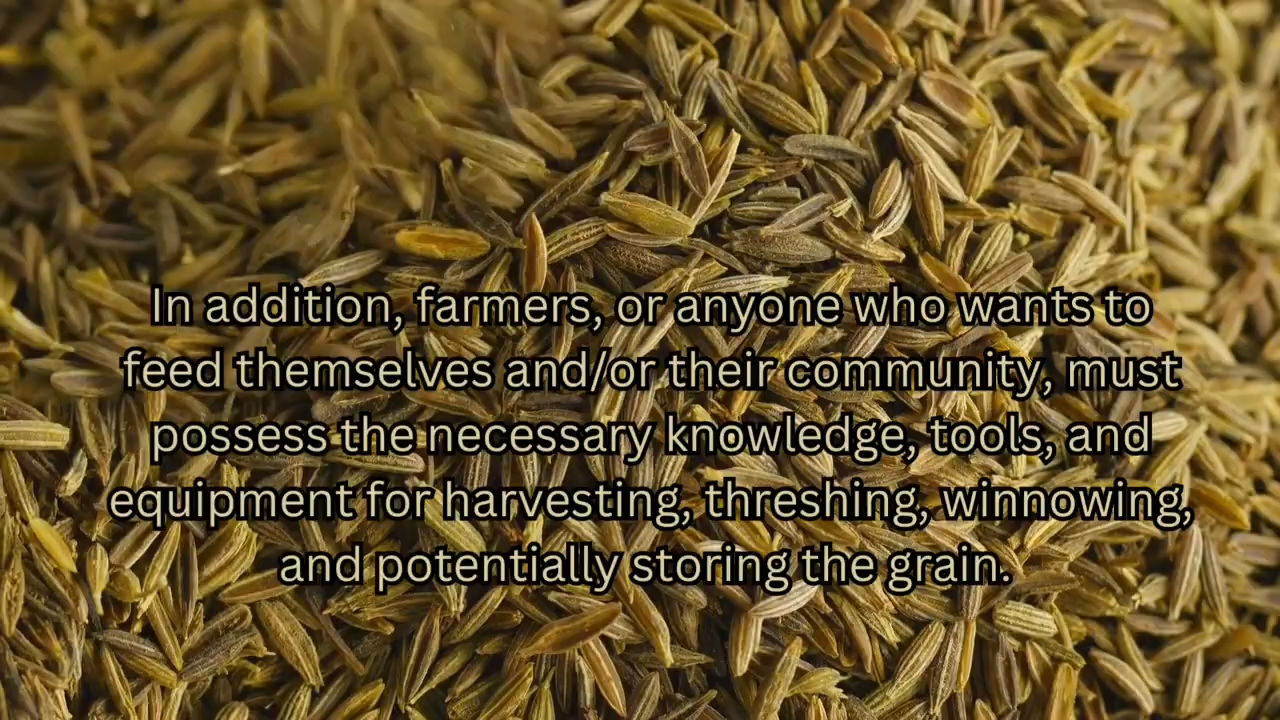 In addition, farmers, or anyone who wants to
feed themselves and/or their community, must
possess the necessary knowledge, tools, and
equipment for harvesting, threshing, winnowing,
and potentially storing the grain.